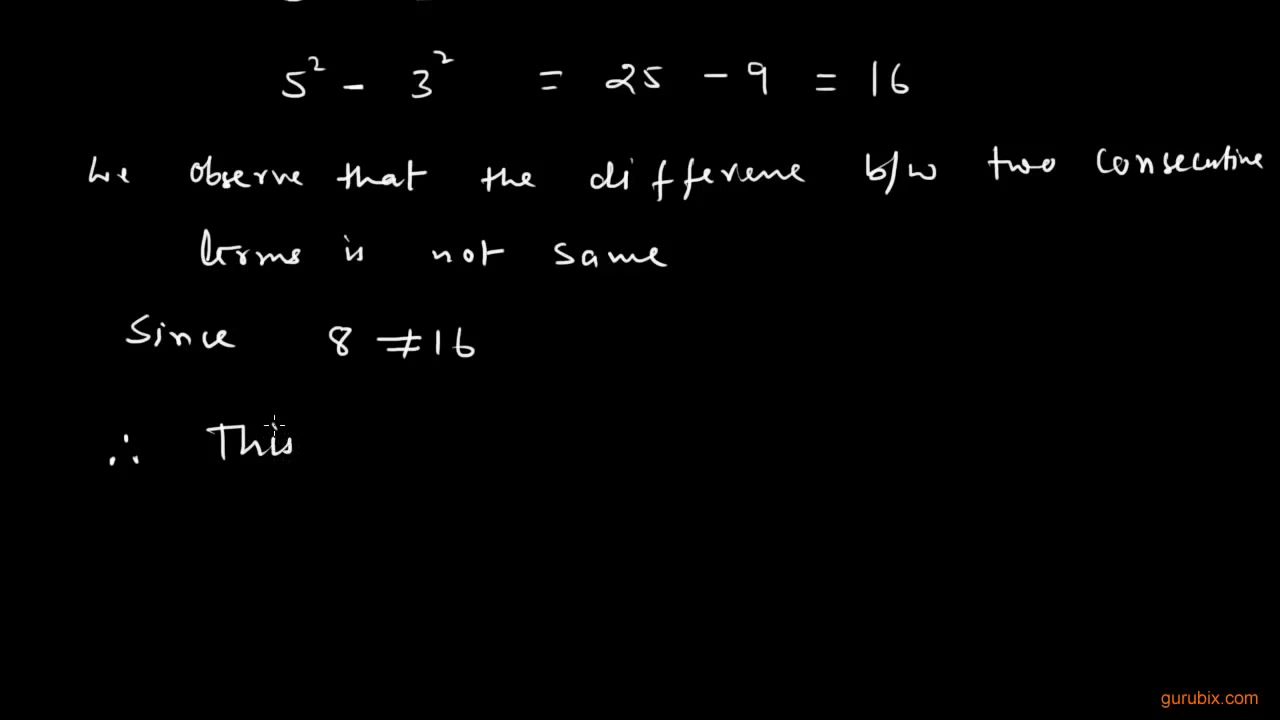 5² - 3² = 25 - 9 = 16
We observe that the difference b/w two consecutive
terms is not same
Since 8 ≠ 16
∴ This
gurubix.com